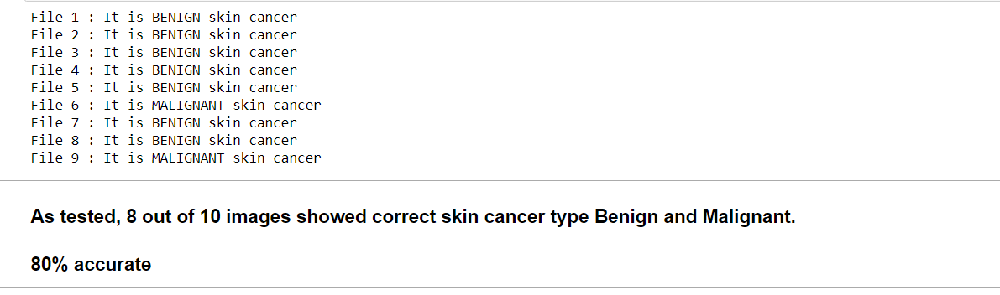 File 1 : It is BENIGN skin cancer
File 2 : It is BENIGN skin cancer
File 3 : It is BENIGN skin cancer
File 4 : It is BENIGN skin cancer
File 5 : It is BENIGN skin cancer
File 6 : It is MALIGNANT skin cancer
File 7 : It is BENIGN skin cancer
File 8 : It is BENIGN skin cancer
File 9 : It is MALIGNANT skin cancer
As tested, 8 out of 10 images showed correct skin cancer type Benign and Malignant.
80% accurate